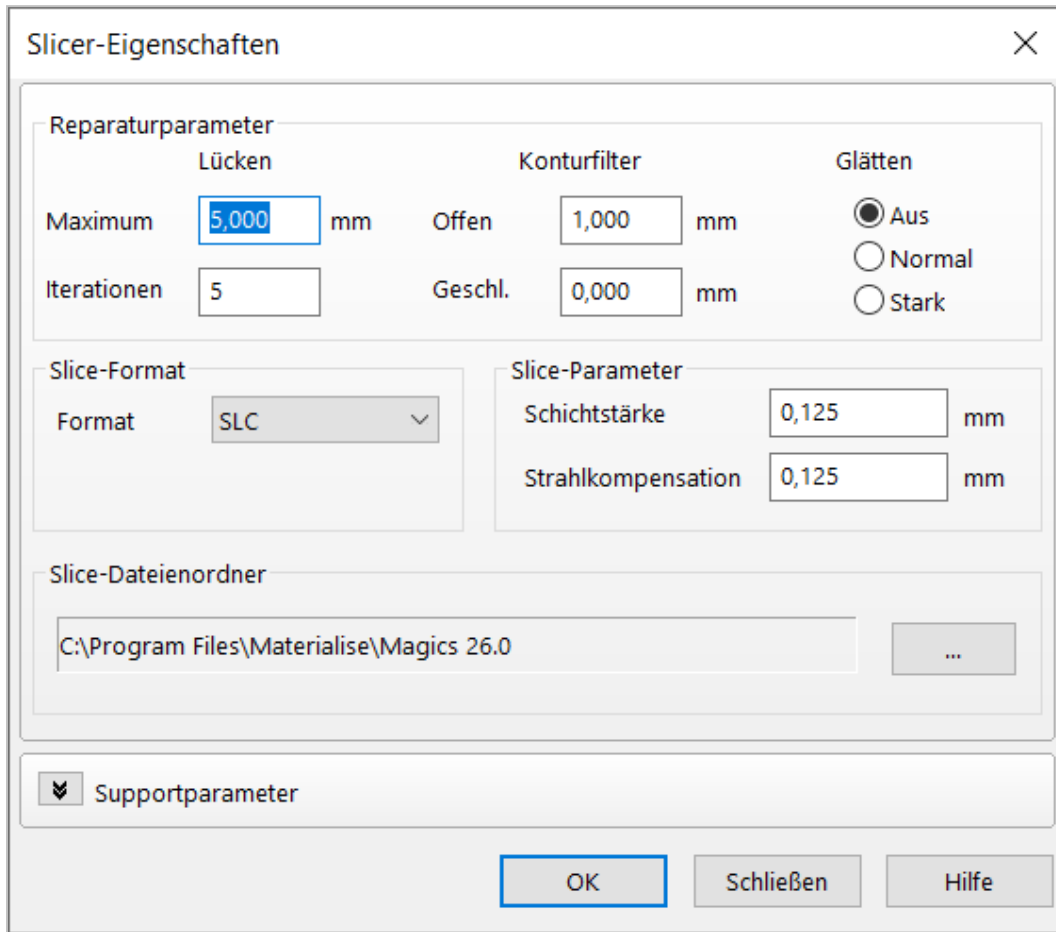 Slicer-Eigenschaften
Reparaturparameter
Lücken Konturfilter Glätten
Maximum 5,000 mm Offen 1,000 mm Aus
Normal
Iterationen 5 Geschl. 0,000 mm Stark
Slice-Format Slice-Parameter
Format SLC Schichtstärke 0,125 mm
Strahlkompensation 0,125 mm
Slice-Dateienordner
C:\Program Files\Materialise\Magics 26.0 ...
Supportparameter
OK Schließen Hilfe